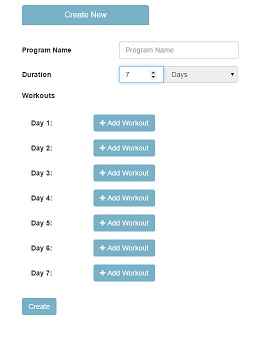 Create New
Program Name Program Name
Duration 7 Days
Workouts
Day 1: + Add Workout
Day 2: + Add Workout
Day 3: + Add Workout
Day 4: + Add Workout
Day 5: + Add Workout
Day 6: + Add Workout
Day 7: + Add Workout
Create